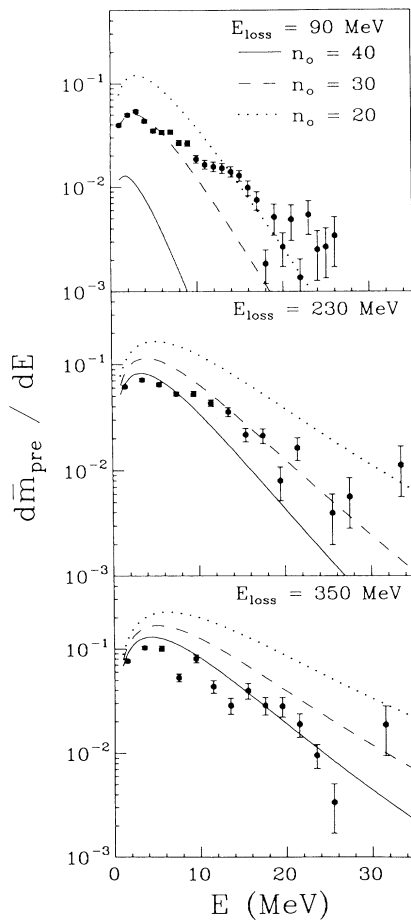 E_loss = 90 MeV
n_o = 40
n_o = 30
n_o = 20
10^-1
10^-2
10^-3
E_loss = 230 MeV
10^-1
10^-2
10^-3
E_loss = 350 MeV
10^-1
10^-2
10^-3
0 10 20 30
dm̄_pre / dE
E (MeV)